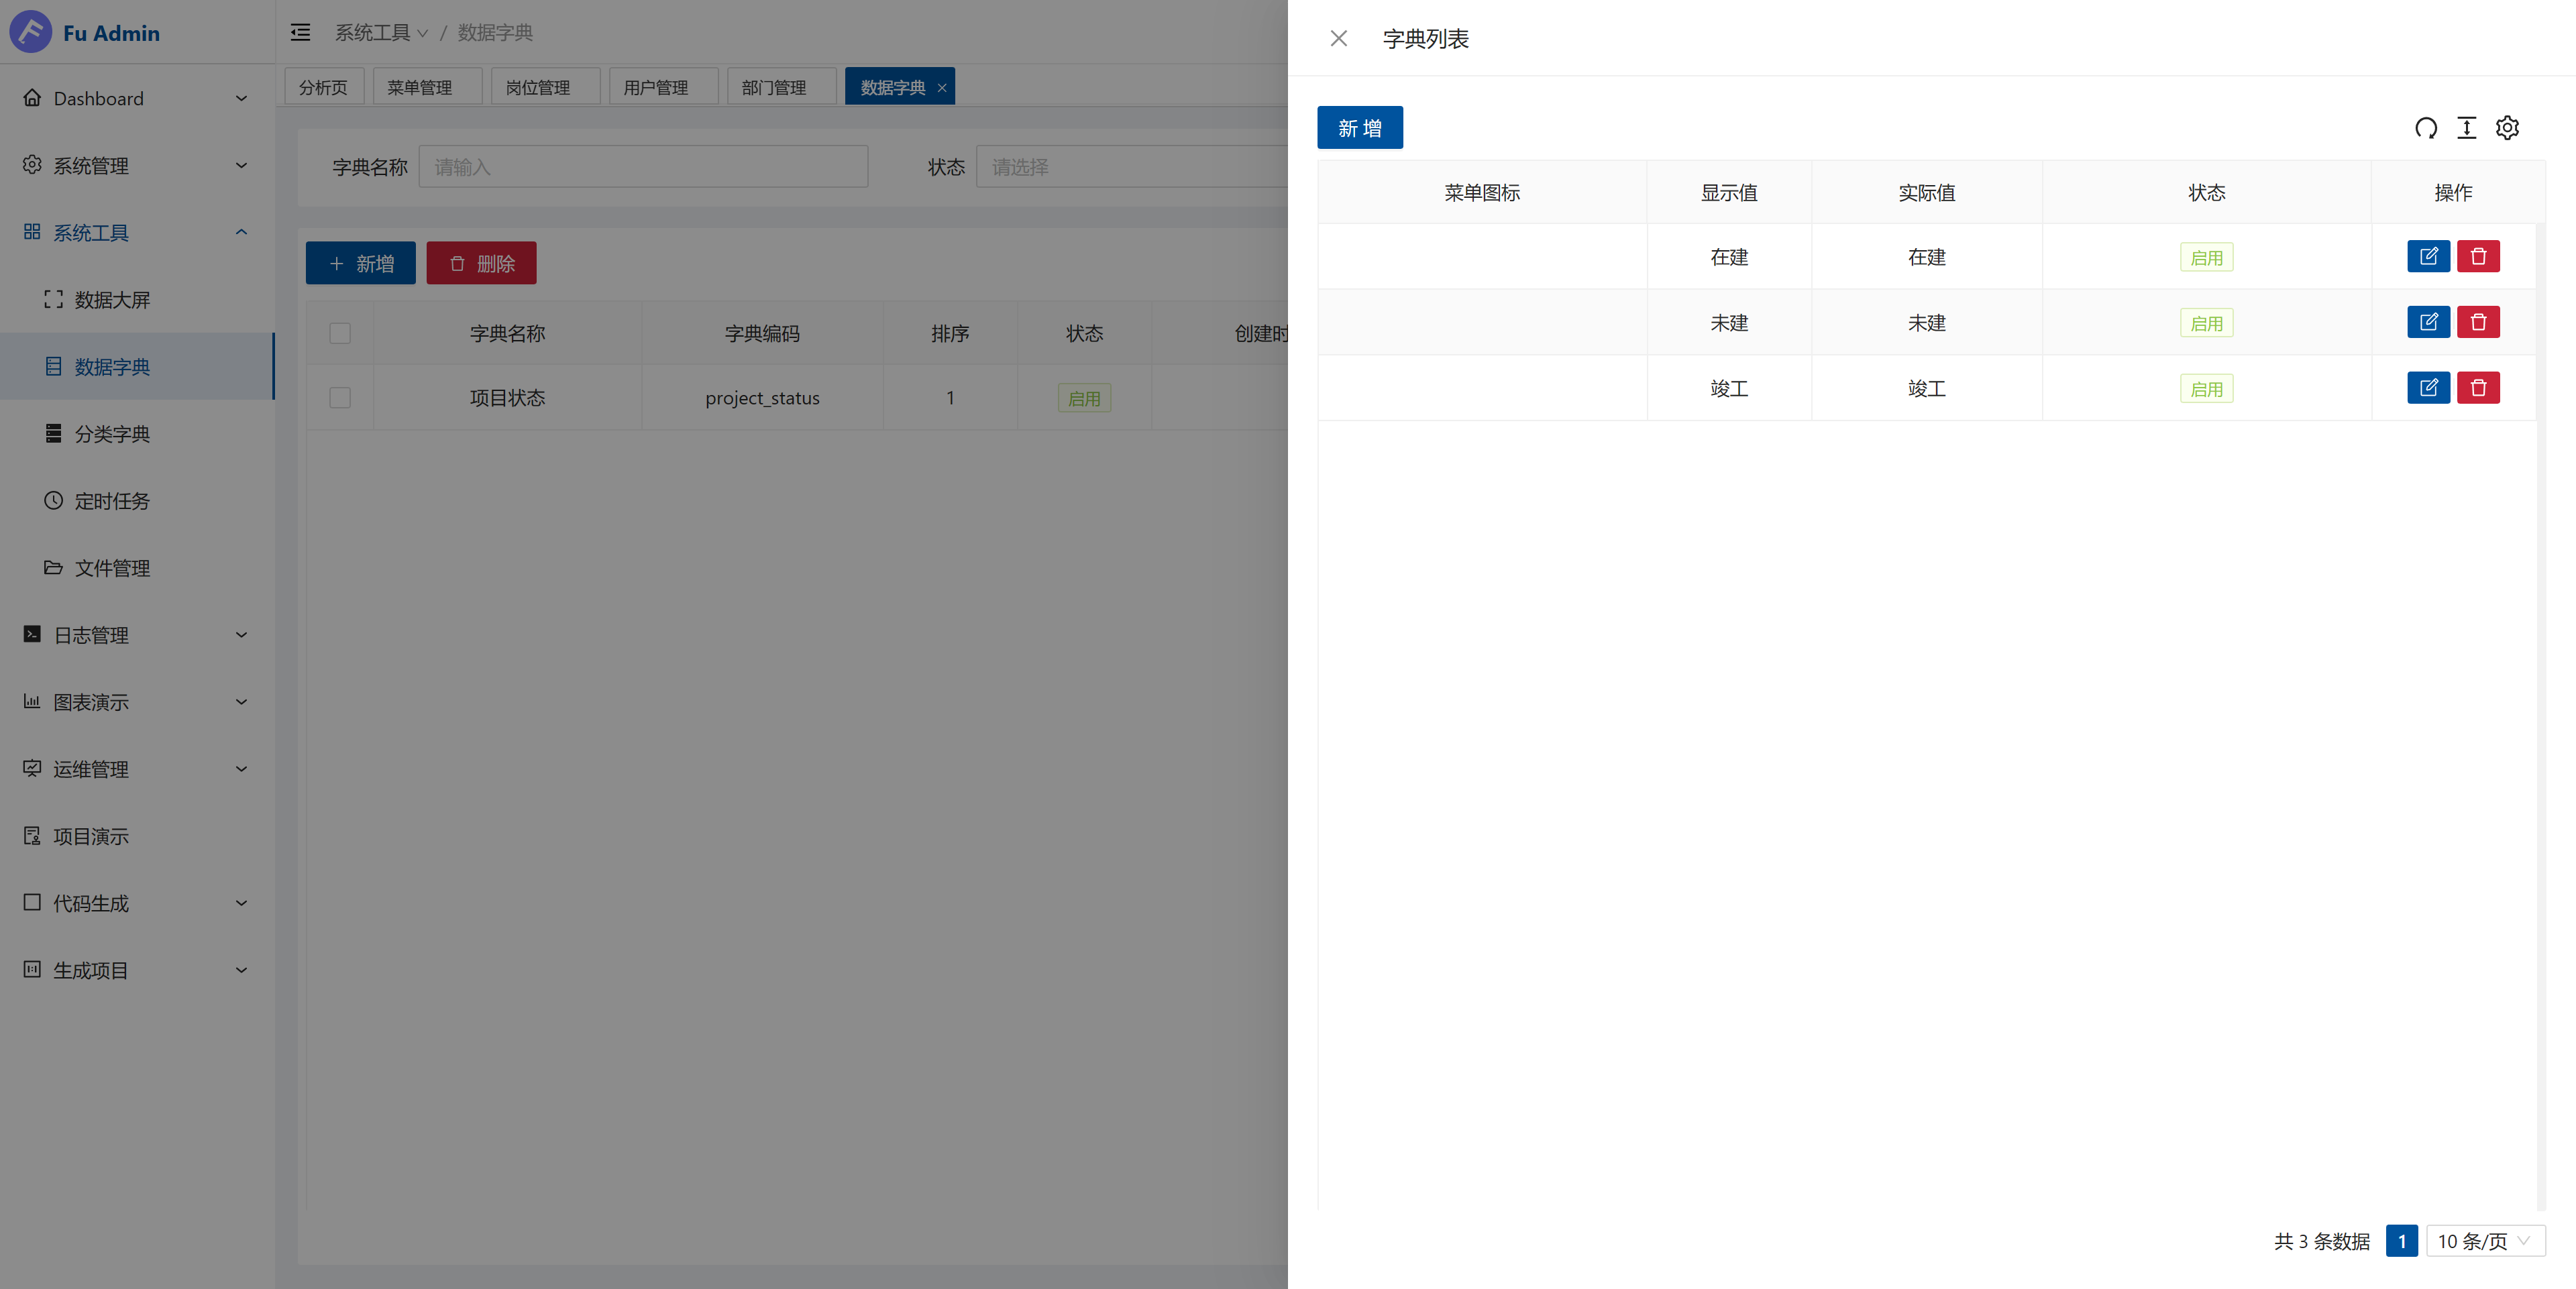 Fu Admin
Dashboard
系统管理
系统工具
数据大屏
数据字典
分类字典
定时任务
文件管理
日志管理
图表演示
运维管理
项目演示
代码生成
生成项目
系统工具 / 数据字典
分析页 菜单管理 岗位管理 用户管理 部门管理 数据字典
字典名称 请输入 状态 请选择
新增 删除
字典名称 字典编码 排序 状态 创建时
项目状态 project_status 1 启用
字典列表
新 增
菜单图标 显示值 实际值 状态 操作
在建 在建 启用
未建 未建 启用
竣工 竣工 启用
共 3 条数据 1 10 条/页